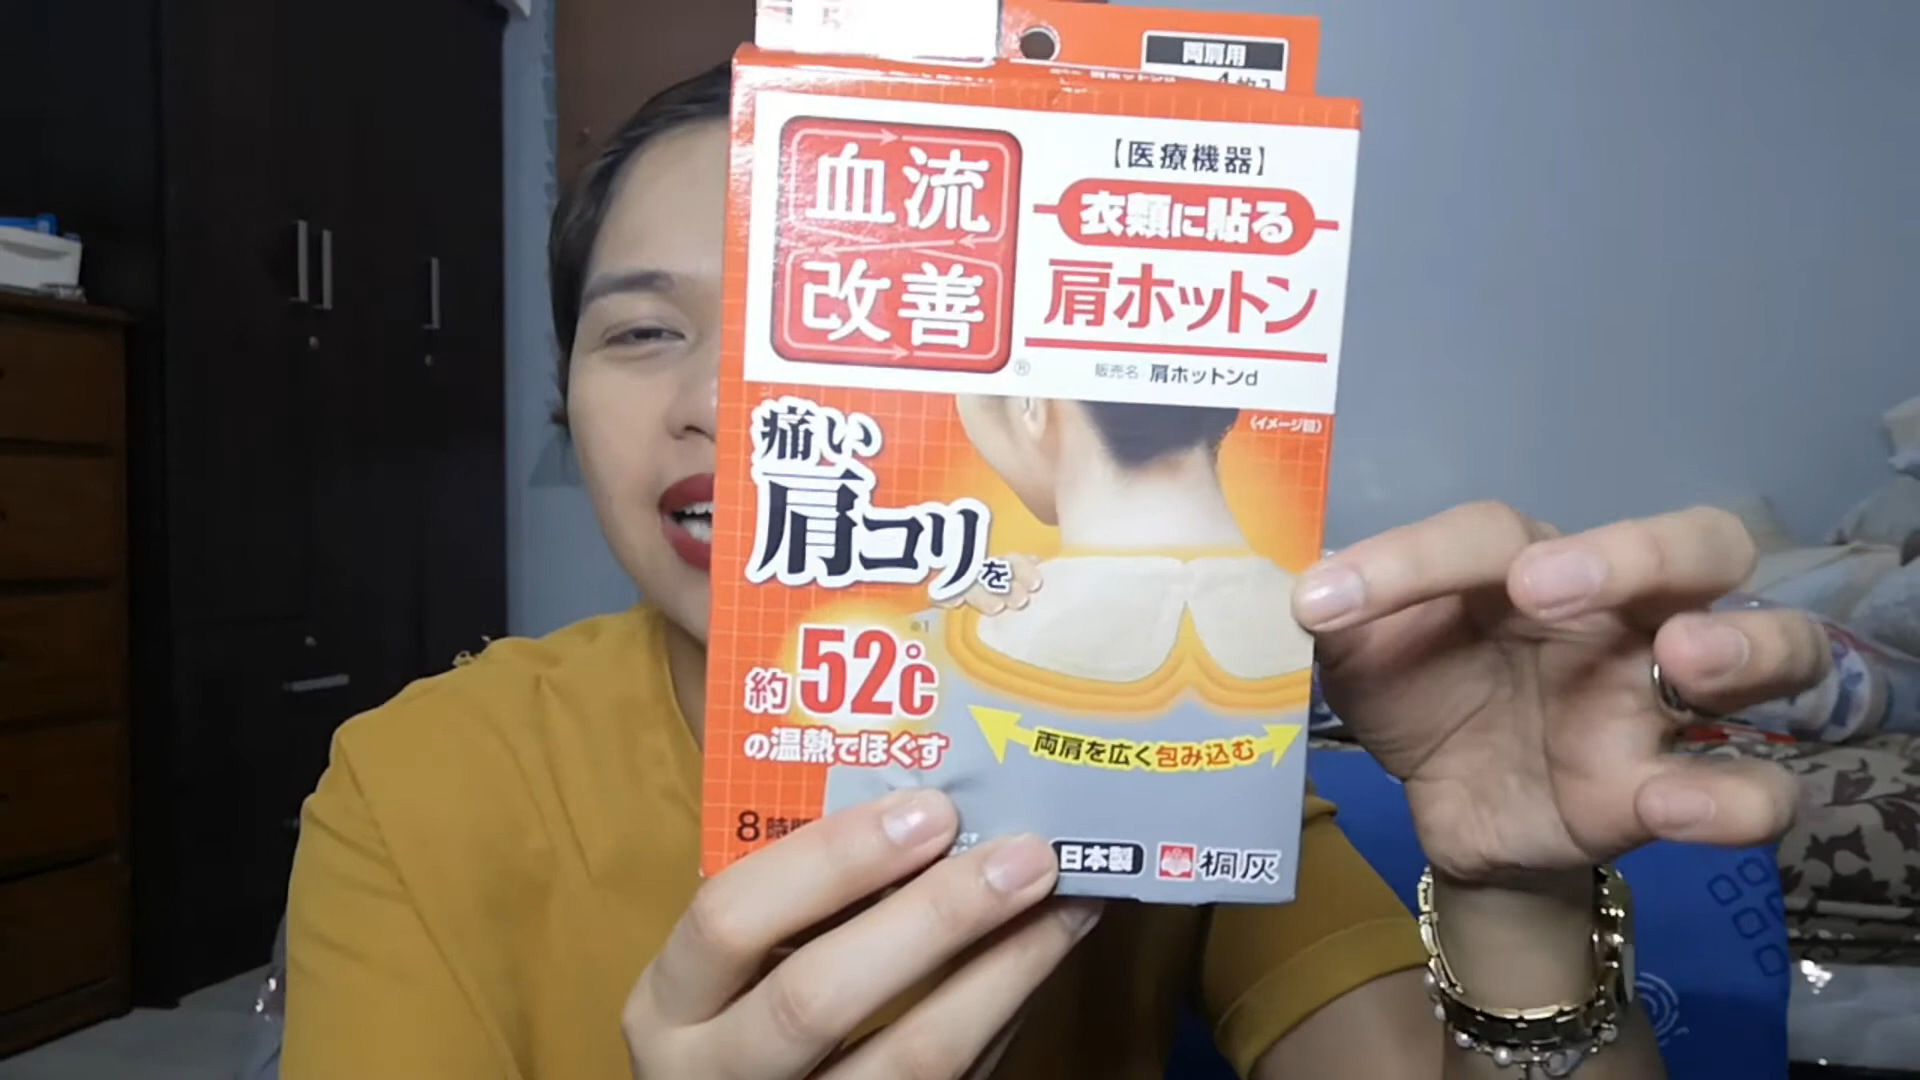 両肩用
血流
改善
®
【医療機器】
衣類に貼る
肩ホットン
販売名 肩ホットンd
〈イメージ図〉
痛い
肩コリを
※1
約52℃
の温熱でほぐす
両肩を広く包み込む
8時間
日本製
桐灰